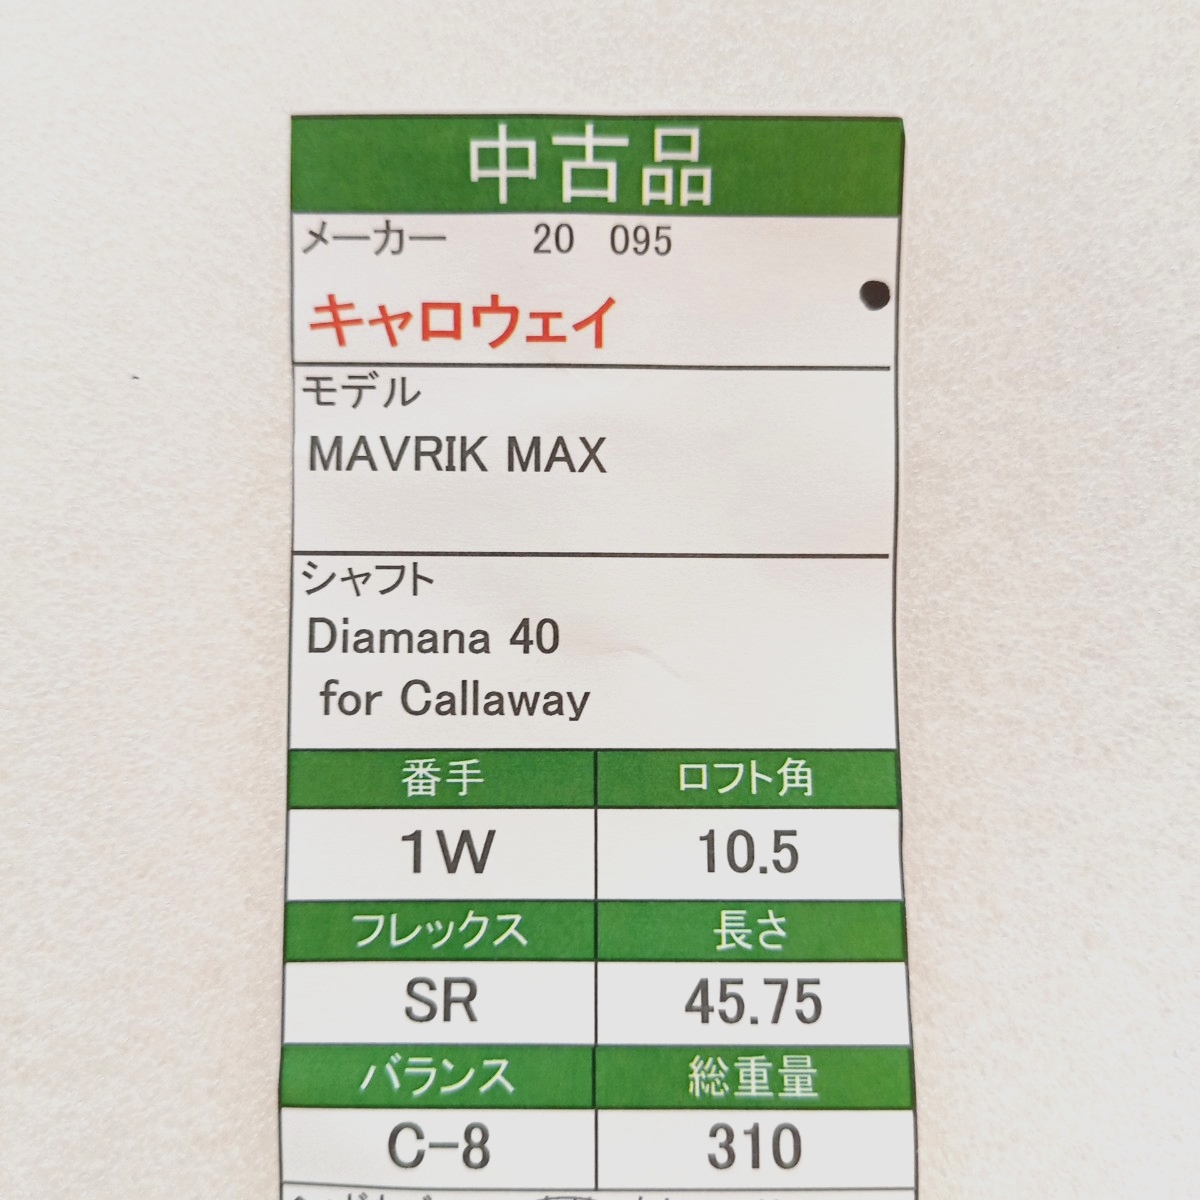 中古品
メーカー 20 095
キャロウェイ
モデル
MAVRIK MAX
シャフト
Diamana 40
for Callaway
番手 ロフト角
1W 10.5
フレックス 長さ
SR 45.75
バランス 総重量
C-8 310